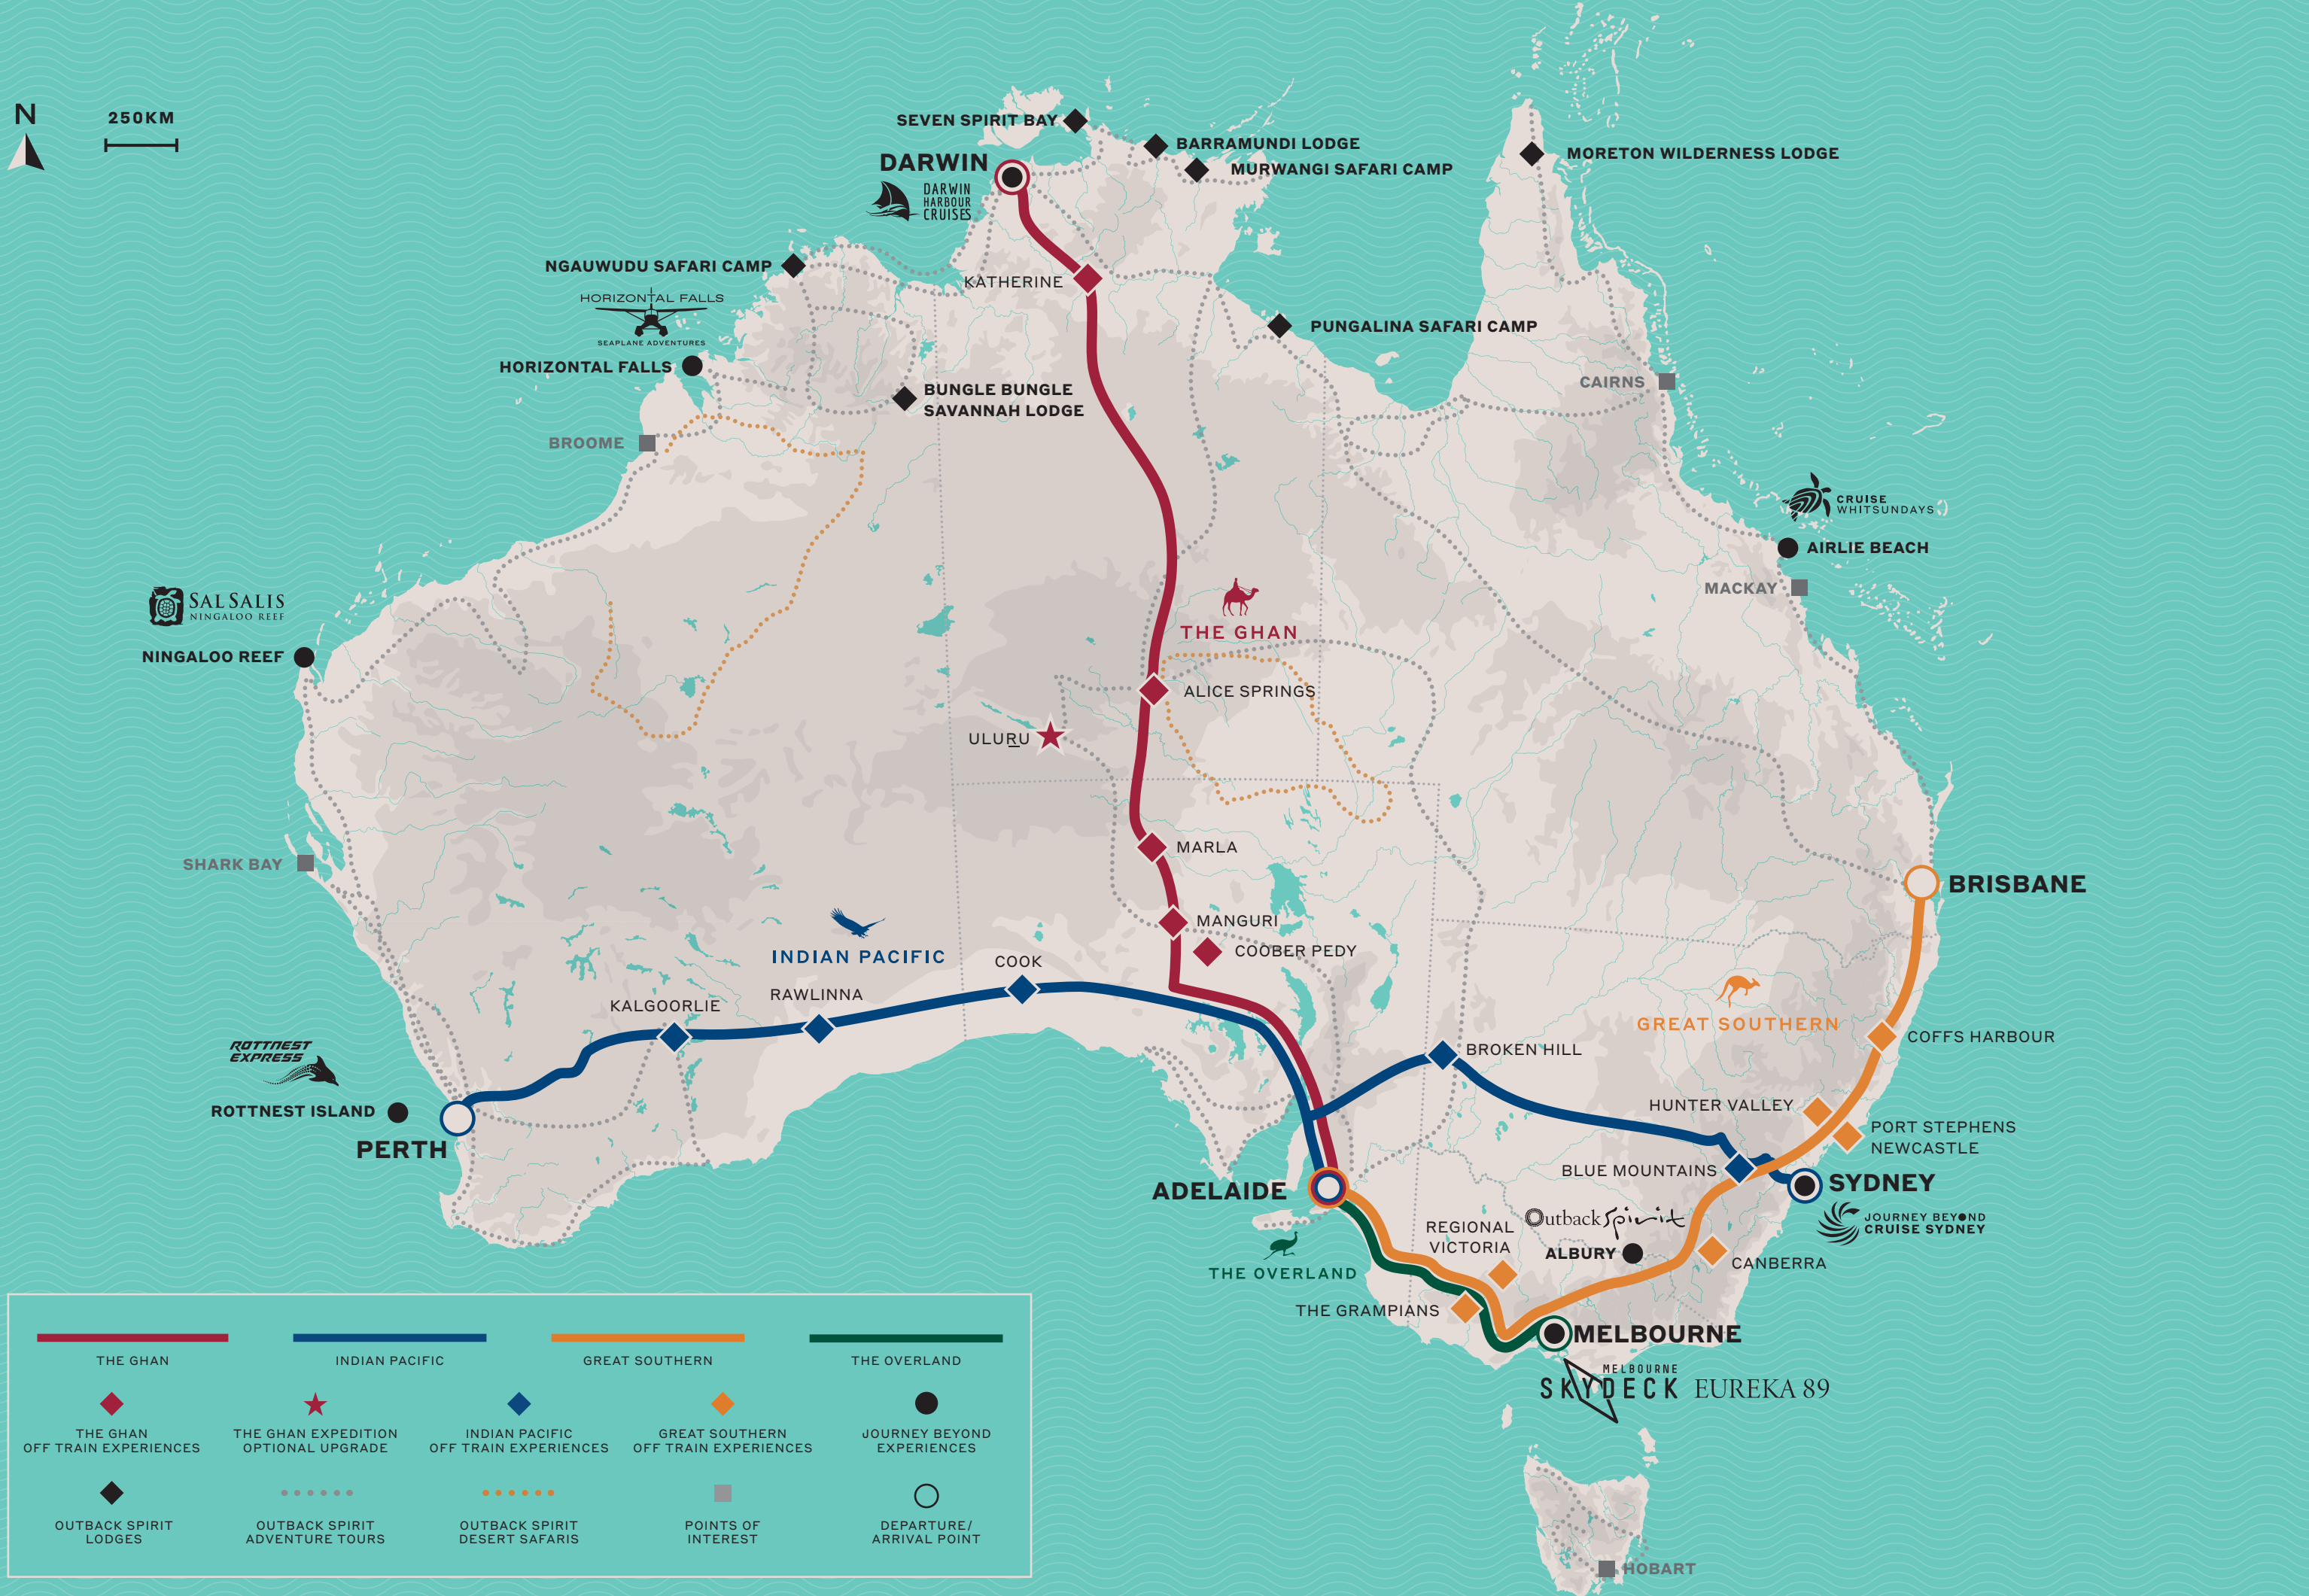 N
250KM
SEVEN SPIRIT BAY
BARRAMUNDI LODGE
MURWANGI SAFARI CAMP
MORETON WILDERNESS LODGE
DARWIN
DARWIN
HARBOUR
CRUISES
NGAUWUDU SAFARI CAMP
KATHERINE
HORIZONTAL FALLS
SEAPLANE ADVENTURES
PUNGALINA SAFARI CAMP
HORIZONTAL FALLS
BUNGLE BUNGLE
SAVANNAH LODGE
CAIRNS
BROOME
CRUISE
WHITSUNDAYS
AIRLIE BEACH
MACKAY
SAL SALIS
NINGALOO REEF
NINGALOO REEF
THE GHAN
ALICE SPRINGS
ULURU
MARLA
SHARK BAY
BRISBANE
MANGURI
COOBER PEDY
INDIAN PACIFIC
COOK
RAWLINNA
KALGOORLIE
GREAT SOUTHERN
COFFS HARBOUR
BROKEN HILL
ROTTNEST
EXPRESS
ROTTNEST ISLAND
PERTH
HUNTER VALLEY
PORT STEPHENS
NEWCASTLE
BLUE MOUNTAINS
SYDNEY
ADELAIDE
JOURNEY BEYOND
CRUISE SYDNEY
REGIONAL
VICTORIA
Outback Spirit
ALBURY
CANBERRA
THE OVERLAND
THE GRAMPIANS
MELBOURNE
MELBOURNE
SKYDECK
EUREKA 89
HOBART
THE GHAN
INDIAN PACIFIC
GREAT SOUTHERN
THE OVERLAND
THE GHAN
OFF TRAIN EXPERIENCES
THE GHAN EXPEDITION
OPTIONAL UPGRADE
INDIAN PACIFIC
OFF TRAIN EXPERIENCES
GREAT SOUTHERN
OFF TRAIN EXPERIENCES
JOURNEY BEYOND
EXPERIENCES
OUTBACK SPIRIT
LODGES
OUTBACK SPIRIT
ADVENTURE TOURS
OUTBACK SPIRIT
DESERT SAFARIS
POINTS OF
INTEREST
DEPARTURE/
ARRIVAL POINT